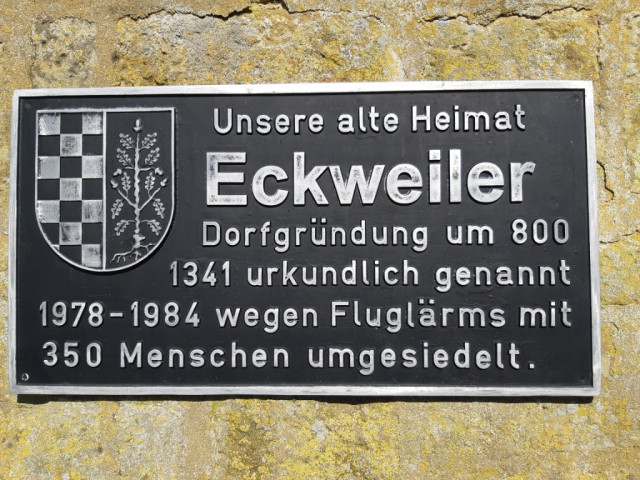 Unsere alte Heimat
Eckweiler
Dorfgründung um 800
1341 urkundlich genannt
1978-1984 wegen Fluglärms mit
350 Menschen umgesiedelt.